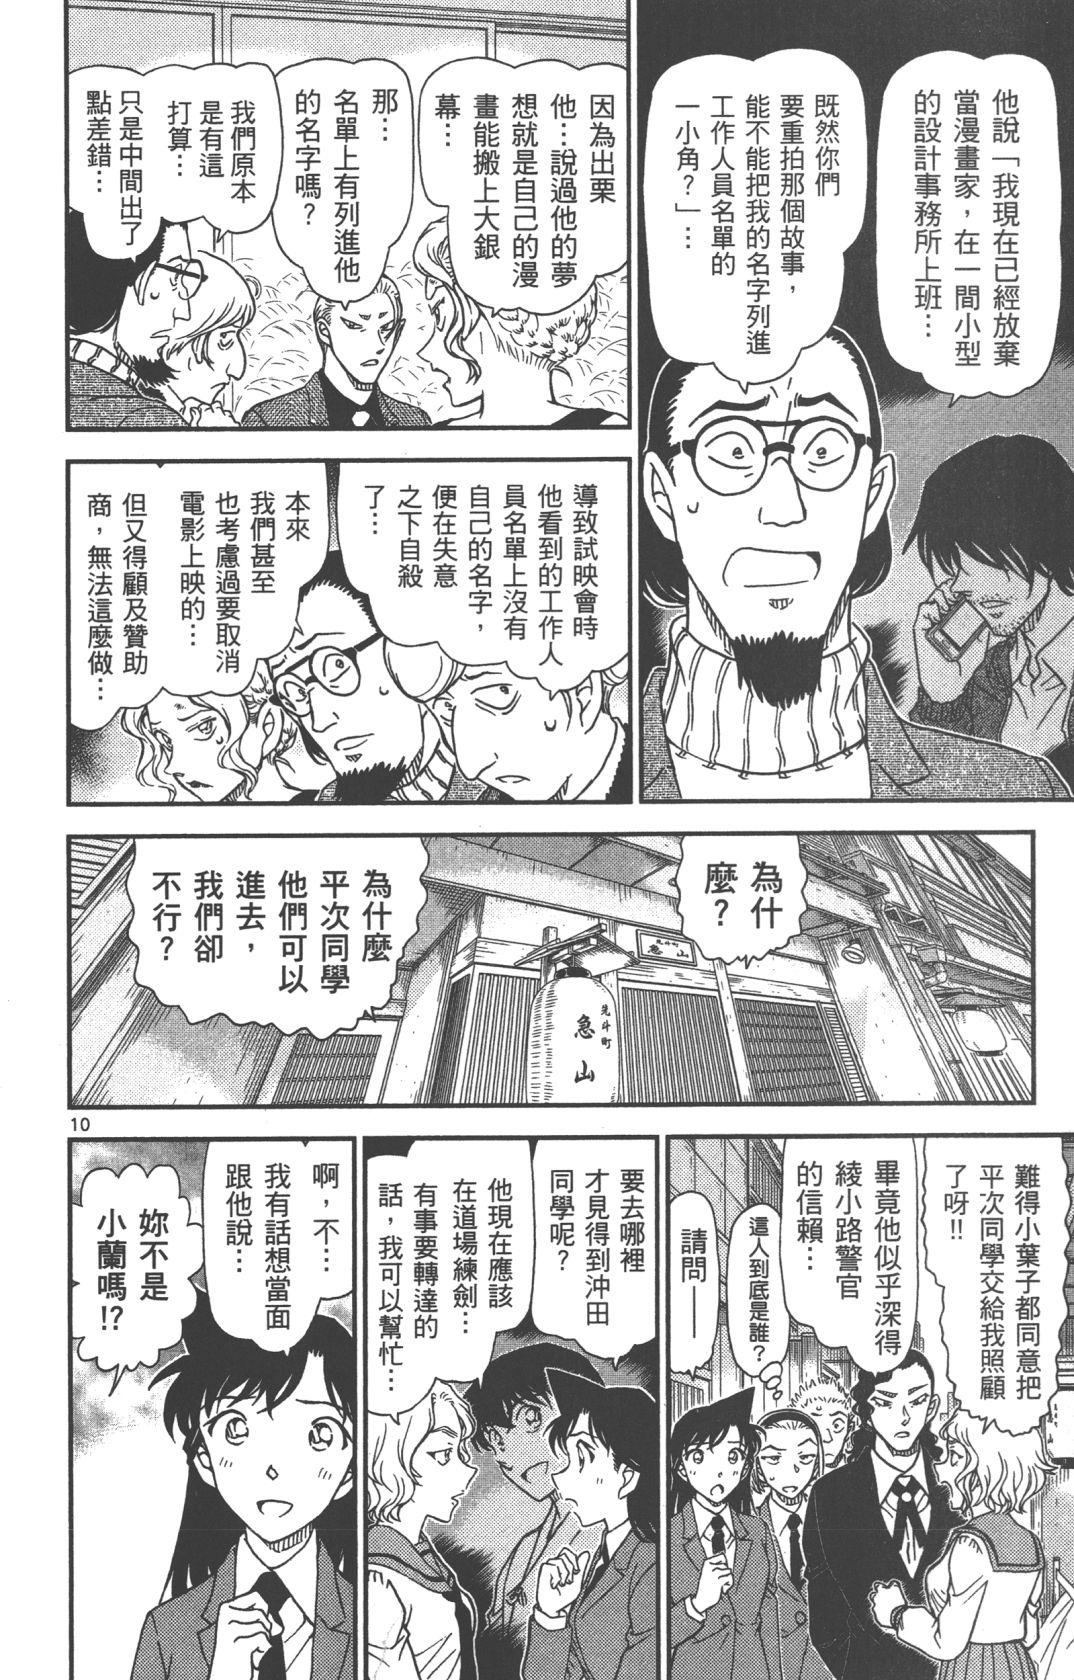 他說「我現在已經放棄
當漫畫家，在一間小型
的設計事務所上班…
既然你們
要重拍那個故事，
能不能把我的名字列進
工作人員名單的
一小角？」…
因為出栗
他…說過他的夢
想就是自己的漫
畫能搬上大銀
幕…
那…
名單上有列進他
的名字嗎？
我們原本
是有這
打算…
只是中間出了
點差錯…
導致試映會時
他看到的工作人
員名單上沒有
自己的名字，
便在失意
之下自殺
了…
本來
我們甚至
也考慮過要取消
電影上映的…
但又得顧及贊助
商，無法這麼做…
為什
麼？
為什麼
平次同學
他們可以
進去，
我們卻
不行？
先斗町
急山
先斗町
急山
難得小葉子都同意把
平次同學交給我照顧
了呀!!
畢竟他似乎深得
綾小路警官
的信賴…
這人到底是誰？
請問——
要去哪裡
才見得到沖田
同學呢？
他現在應該
在道場練劍…
有事要轉達的
話，我可以幫忙…
啊，不…
我有話想當面
跟他說…
妳不是
小蘭嗎!?
10